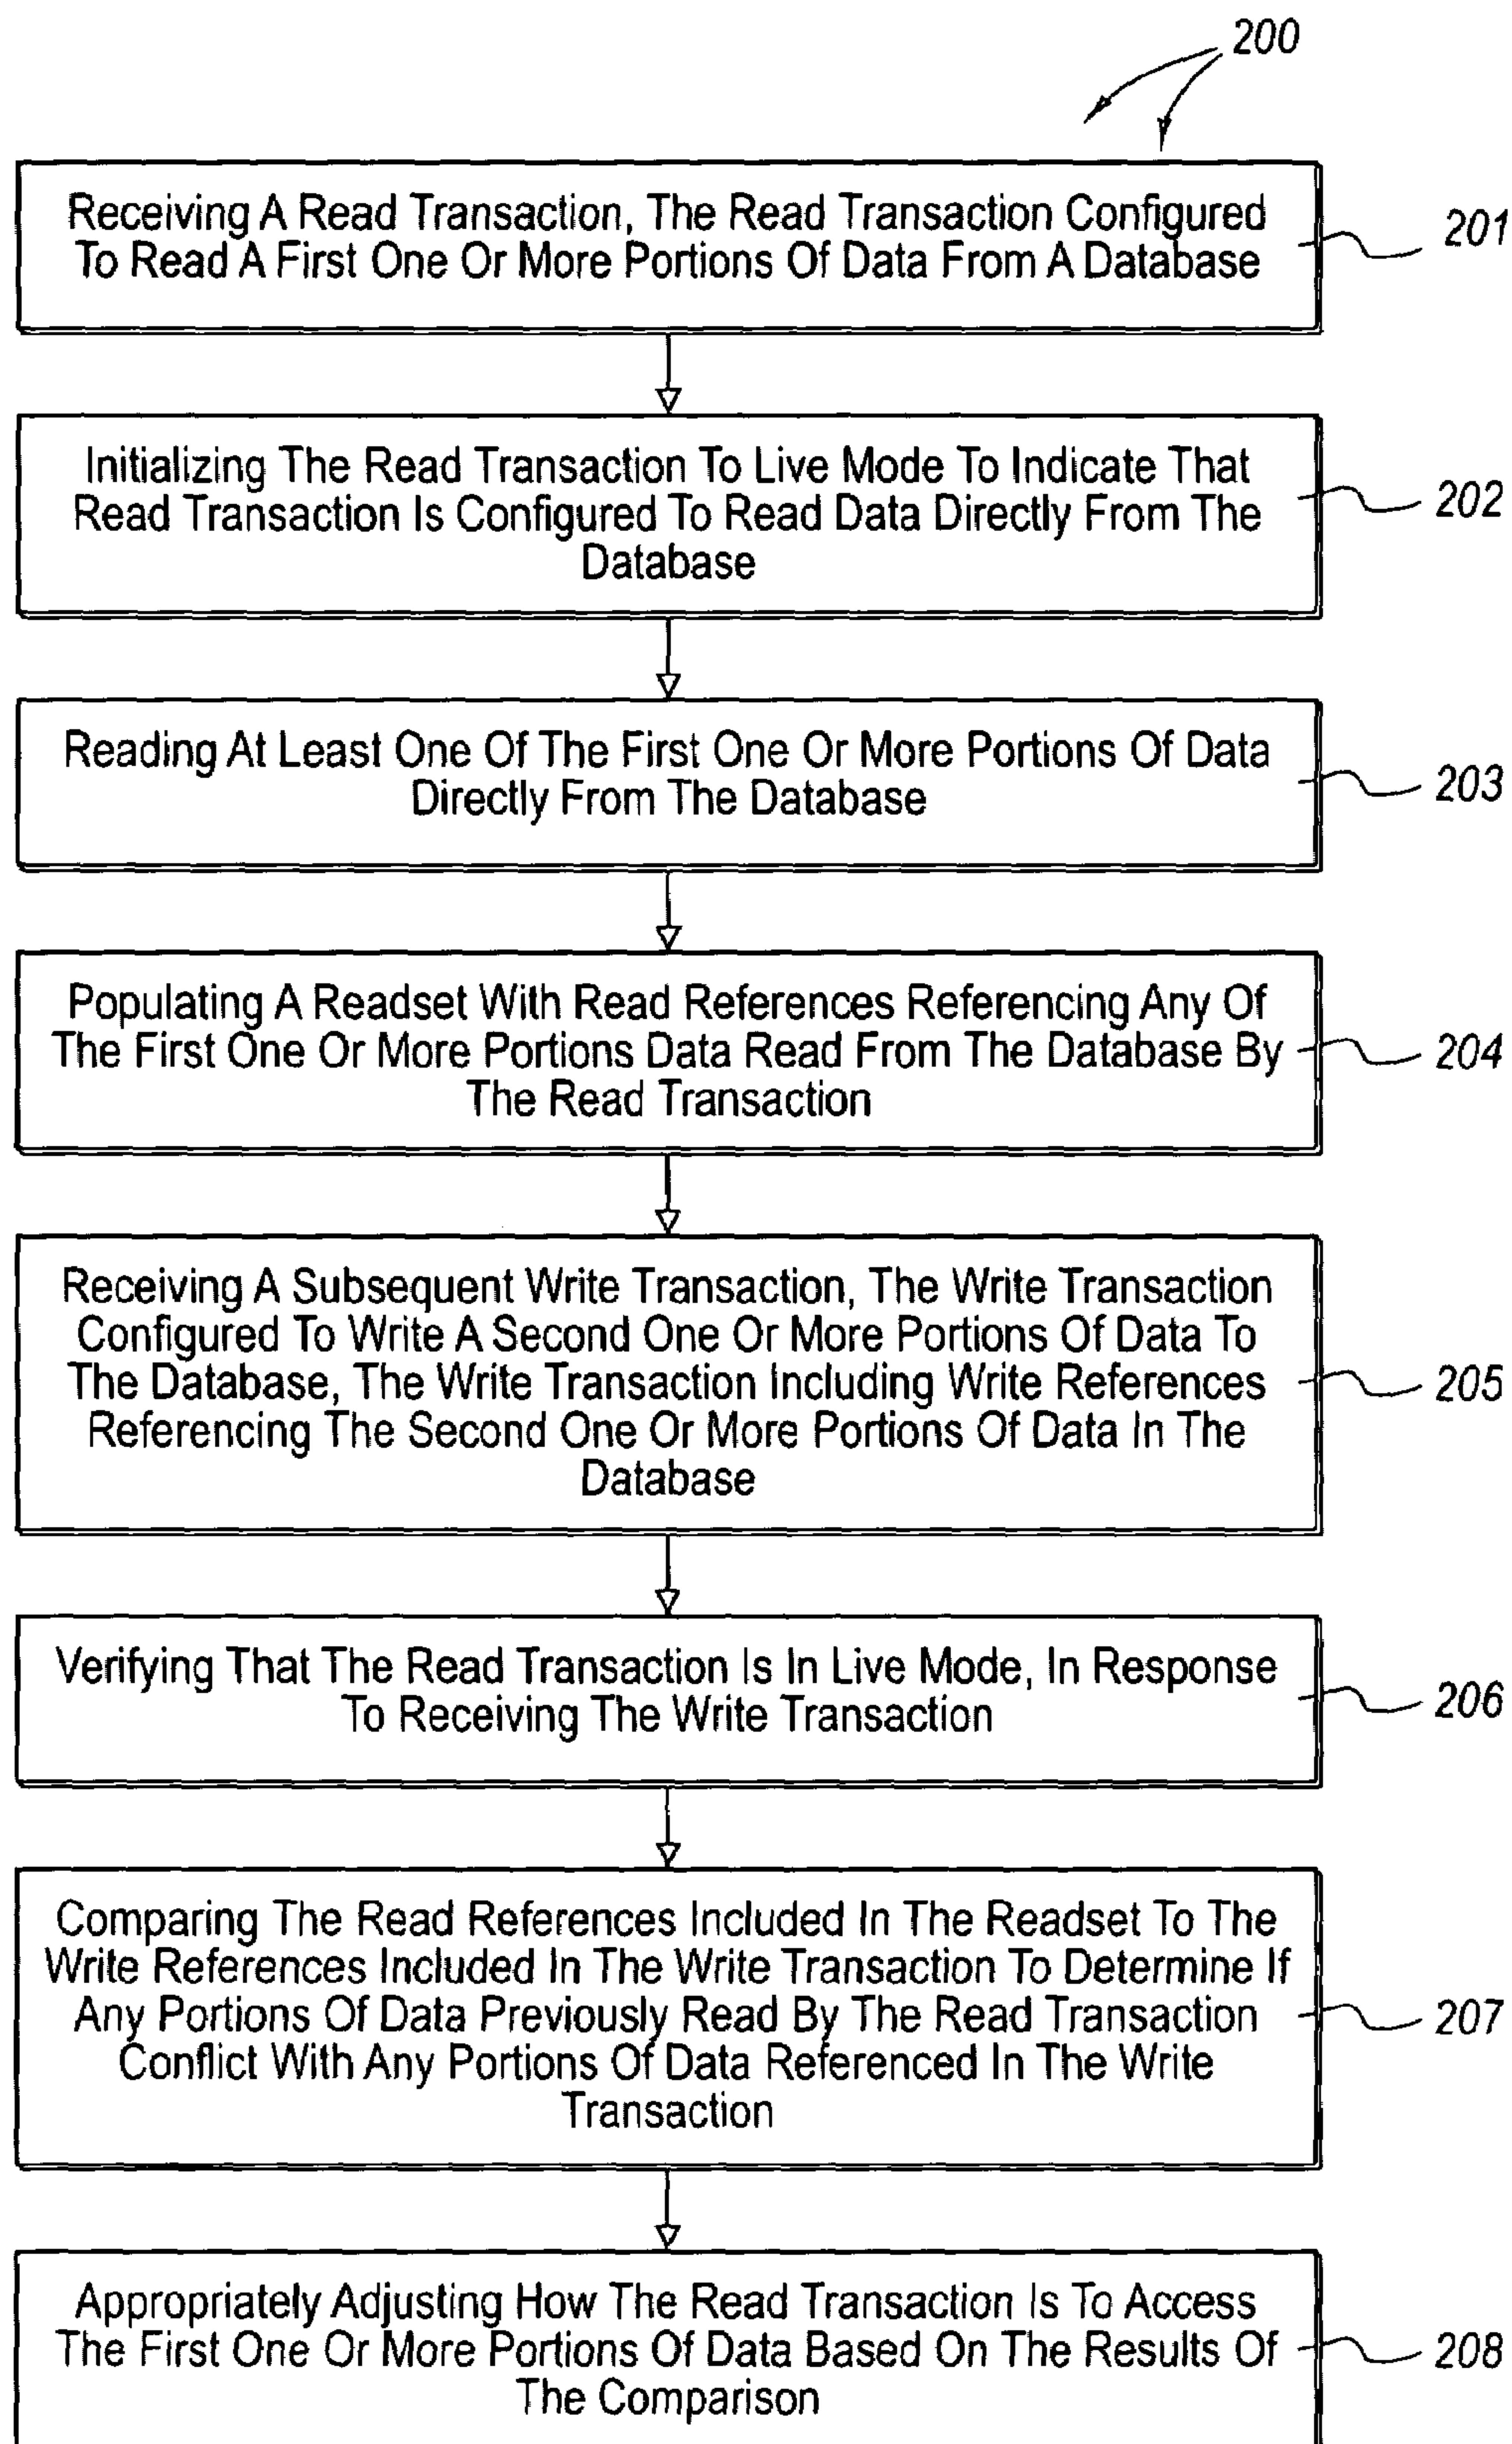 200
Receiving A Read Transaction, The Read Transaction Configured
To Read A First One Or More Portions Of Data From A Database
201
Initializing The Read Transaction To Live Mode To Indicate That
Read Transaction Is Configured To Read Data Directly From The
Database
202
Reading At Least One Of The First One Or More Portions Of Data
Directly From The Database
203
Populating A Readset With Read References Referencing Any Of
The First One Or More Portions Data Read From The Database By
The Read Transaction
204
Receiving A Subsequent Write Transaction, The Write Transaction
Configured To Write A Second One Or More Portions Of Data To
The Database, The Write Transaction Including Write References
Referencing The Second One Or More Portions Of Data In The
Database
205
Verifying That The Read Transaction Is In Live Mode, In Response
To Receiving The Write Transaction
206
Comparing The Read References Included In The Readset To The
Write References Included In The Write Transaction To Determine If
Any Portions Of Data Previously Read By The Read Transaction
Conflict With Any Portions Of Data Referenced In The Write
Transaction
207
Appropriately Adjusting How The Read Transaction Is To Access
The First One Or More Portions Of Data Based On The Results Of
The Comparison
208